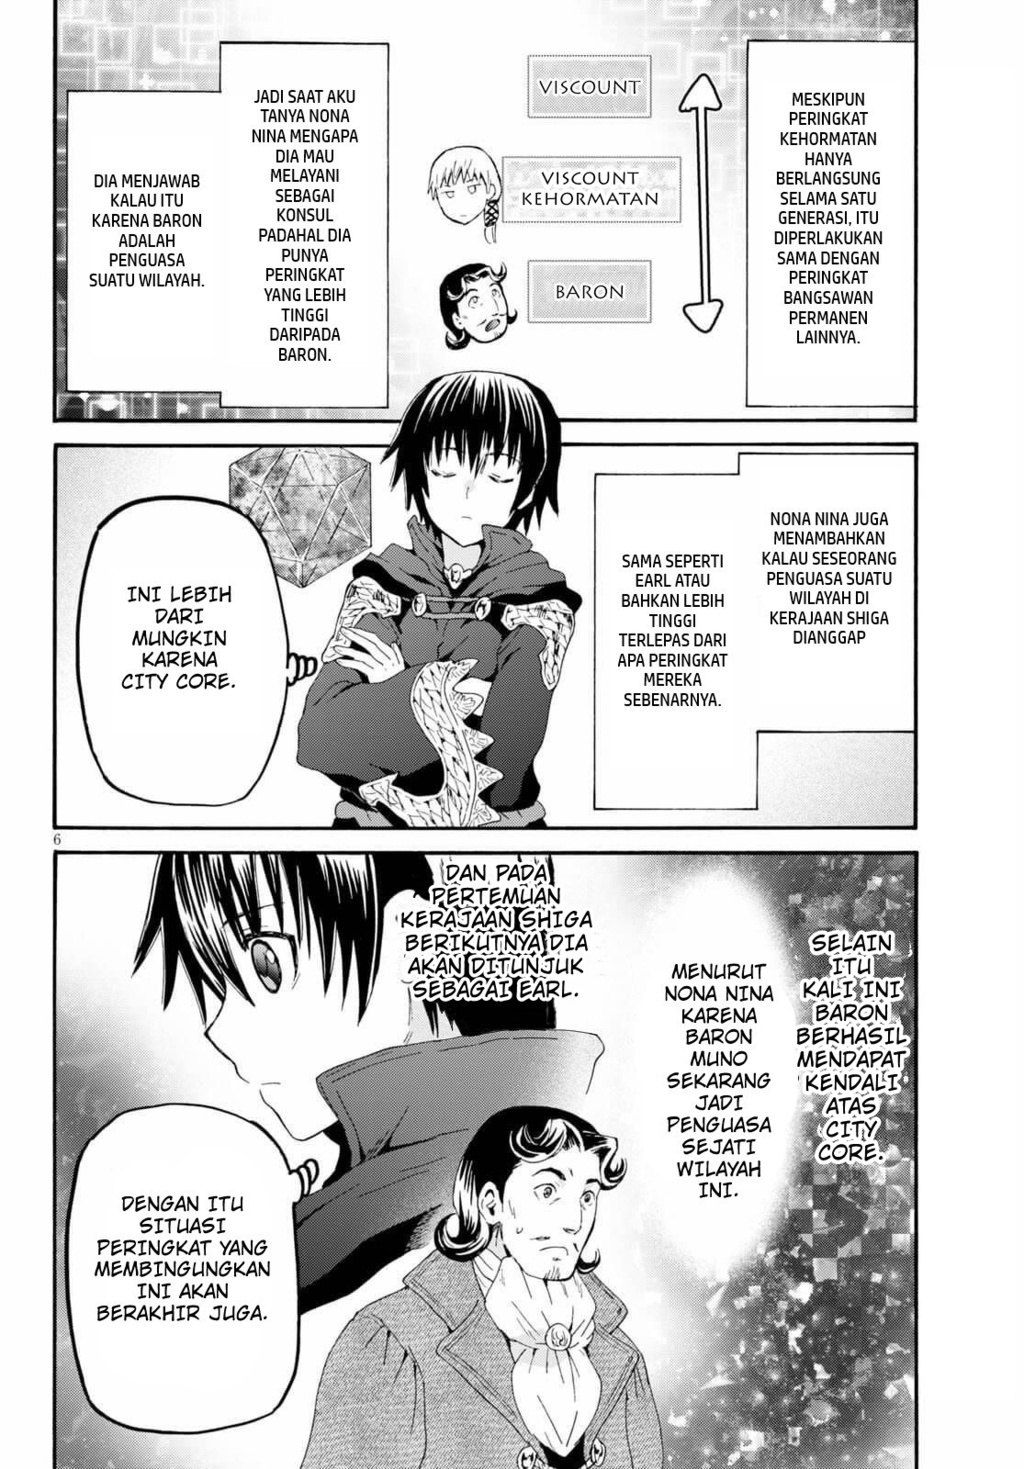 MESKIPUN
PERINGKAT
KEHORMATAN
HANYA
BERLANGSUNG
SELAMA SATU
GENERASI, ITU
DIPERLAKUKAN
SAMA DENGAN
PERINGKAT
BANGSAWAN
PERMANEN
LAINNYA.
VISCOUNT
VISCOUNT
KEHORMATAN
BARON
JADI SAAT AKU
TANYA NONA
NINA MENGAPA
DIA MAU
MELAYANI
SEBAGAI
KONSUL
PADAHAL DIA
PUNYA
PERINGKAT
YANG LEBIH
TINGGI
DARIPADA
BARON.
DIA MENJAWAB
KALAU ITU
KARENA BARON
ADALAH
PENGUASA
SUATU WILAYAH.
NONA NINA JUGA
MENAMBAHKAN
KALAU SESEORANG
PENGUASA SUATU
WILAYAH DI
KERAJAAN SHIGA
DIANGGAP
SAMA SEPERTI
EARL ATAU
BAHKAN LEBIH
TINGGI
TERLEPAS DARI
APA PERINGKAT
MEREKA
SEBENARNYA.
INI LEBIH
DARI
MUNGKIN
KARENA
CITY CORE.
6
SELAIN
ITU
KALI INI
BARON
BERHASIL
MENDAPAT
KENDALI
ATAS
CITY
CORE.
MENURUT
NONA NINA
KARENA
BARON
MUNO
SEKARANG
JADI
PENGUASA
SEJATI
WILAYAH
INI.
DAN PADA
PERTEMUAN
KERAJAAN SHIGA
BERIKUTNYA DIA
AKAN DITUNJUK
SEBAGAI EARL.
DENGAN ITU
SITUASI
PERINGKAT YANG
MEMBINGUNGKAN
INI AKAN
BERAKHIR JUGA.